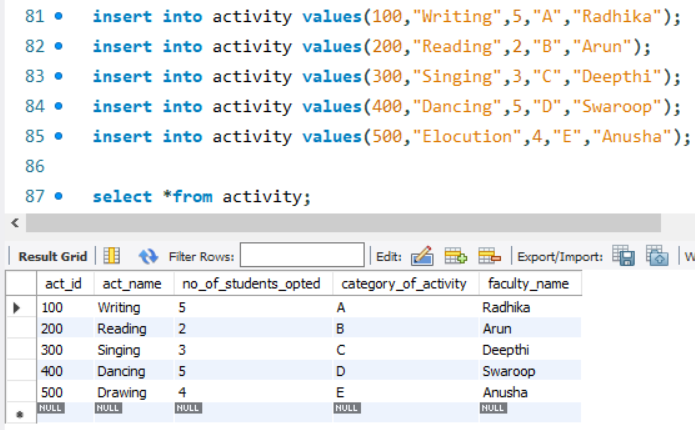 81 insert into activity values(100,"Writing",5,"A","Radhika");
82 insert into activity values(200,"Reading",2,"B","Arun");
83 insert into activity values(300,"Singing",3,"C","Deepthi");
84 insert into activity values(400,"Dancing",5,"D","Swaroop");
85 insert into activity values(500,"Elocution",4,"E","Anusha");
86
87 select *from activity;
Result Grid Filter Rows: Edit: Export/Import: W
act_id act_name no_of_students_opted category_of_activity faculty_name
100 Writing 5 A Radhika
200 Reading 2 B Arun
300 Singing 3 C Deepthi
400 Dancing 5 D Swaroop
500 Drawing 4 E Anusha
NULL NULL NULL NULL NULL